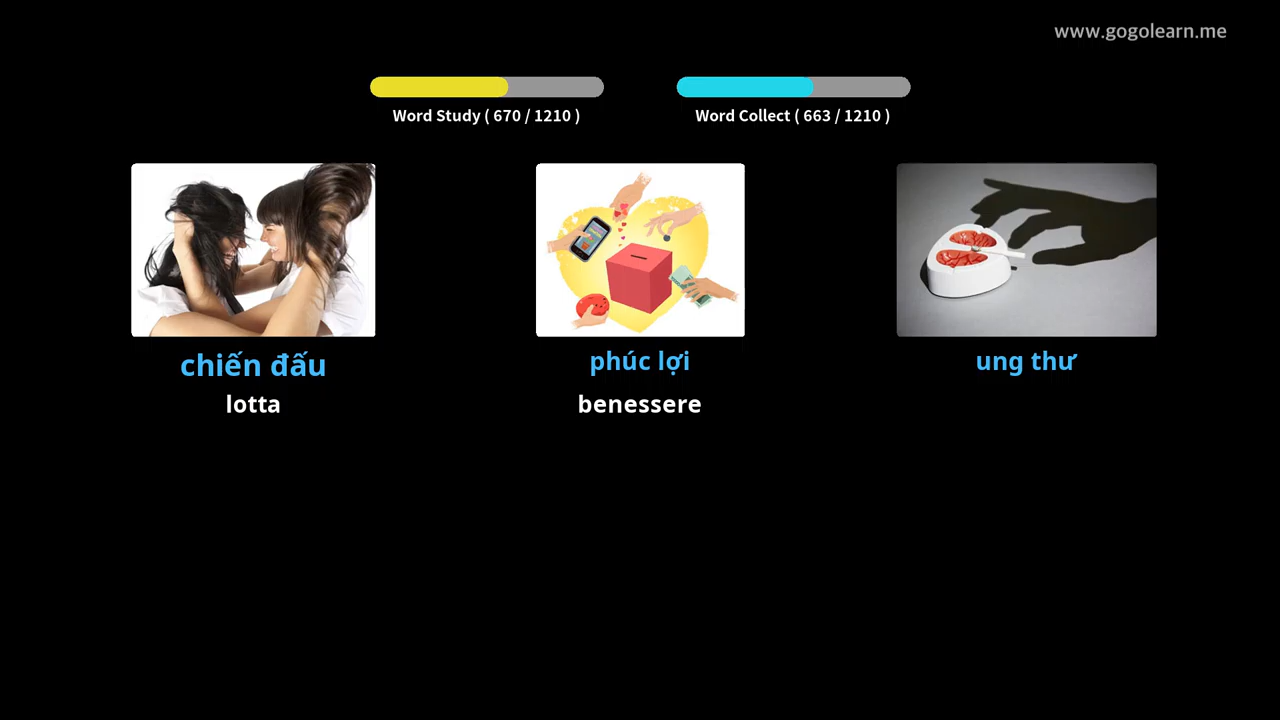 www.gogolearn.me
Word Study ( 670 / 1210 )
Word Collect ( 663 / 1210 )
chiến đấu
phúc lợi
ung thư
lotta
benessere